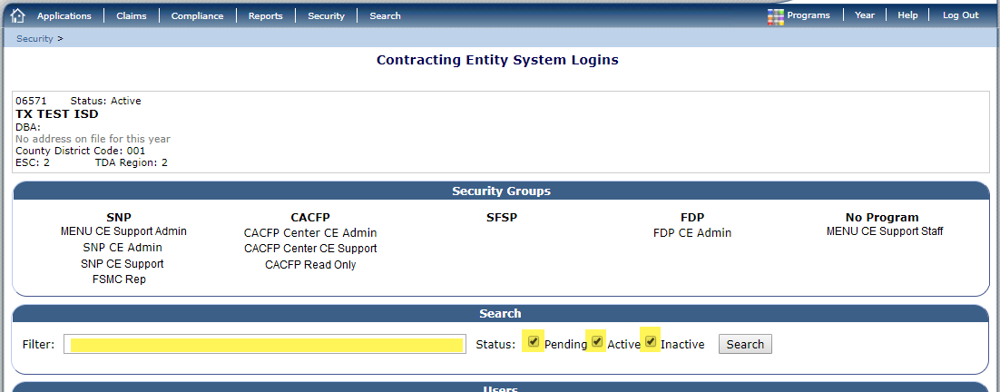 Applications Claims Compliance Reports Security Search Programs Year Help Log Out
Security >
Contracting Entity System Logins
06571 Status: Active
TX TEST ISD
DBA:
No address on file for this year
County District Code: 001
ESC: 2 TDA Region: 2
Security Groups
SNP CACFP SFSP FDP No Program
MENU CE Support Admin CACFP Center CE Admin FDP CE Admin MENU CE Support Staff
SNP CE Admin CACFP Center CE Support
SNP CE Support CACFP Read Only
FSMC Rep
Search
Filter: Status: Pending Active Inactive Search
Users